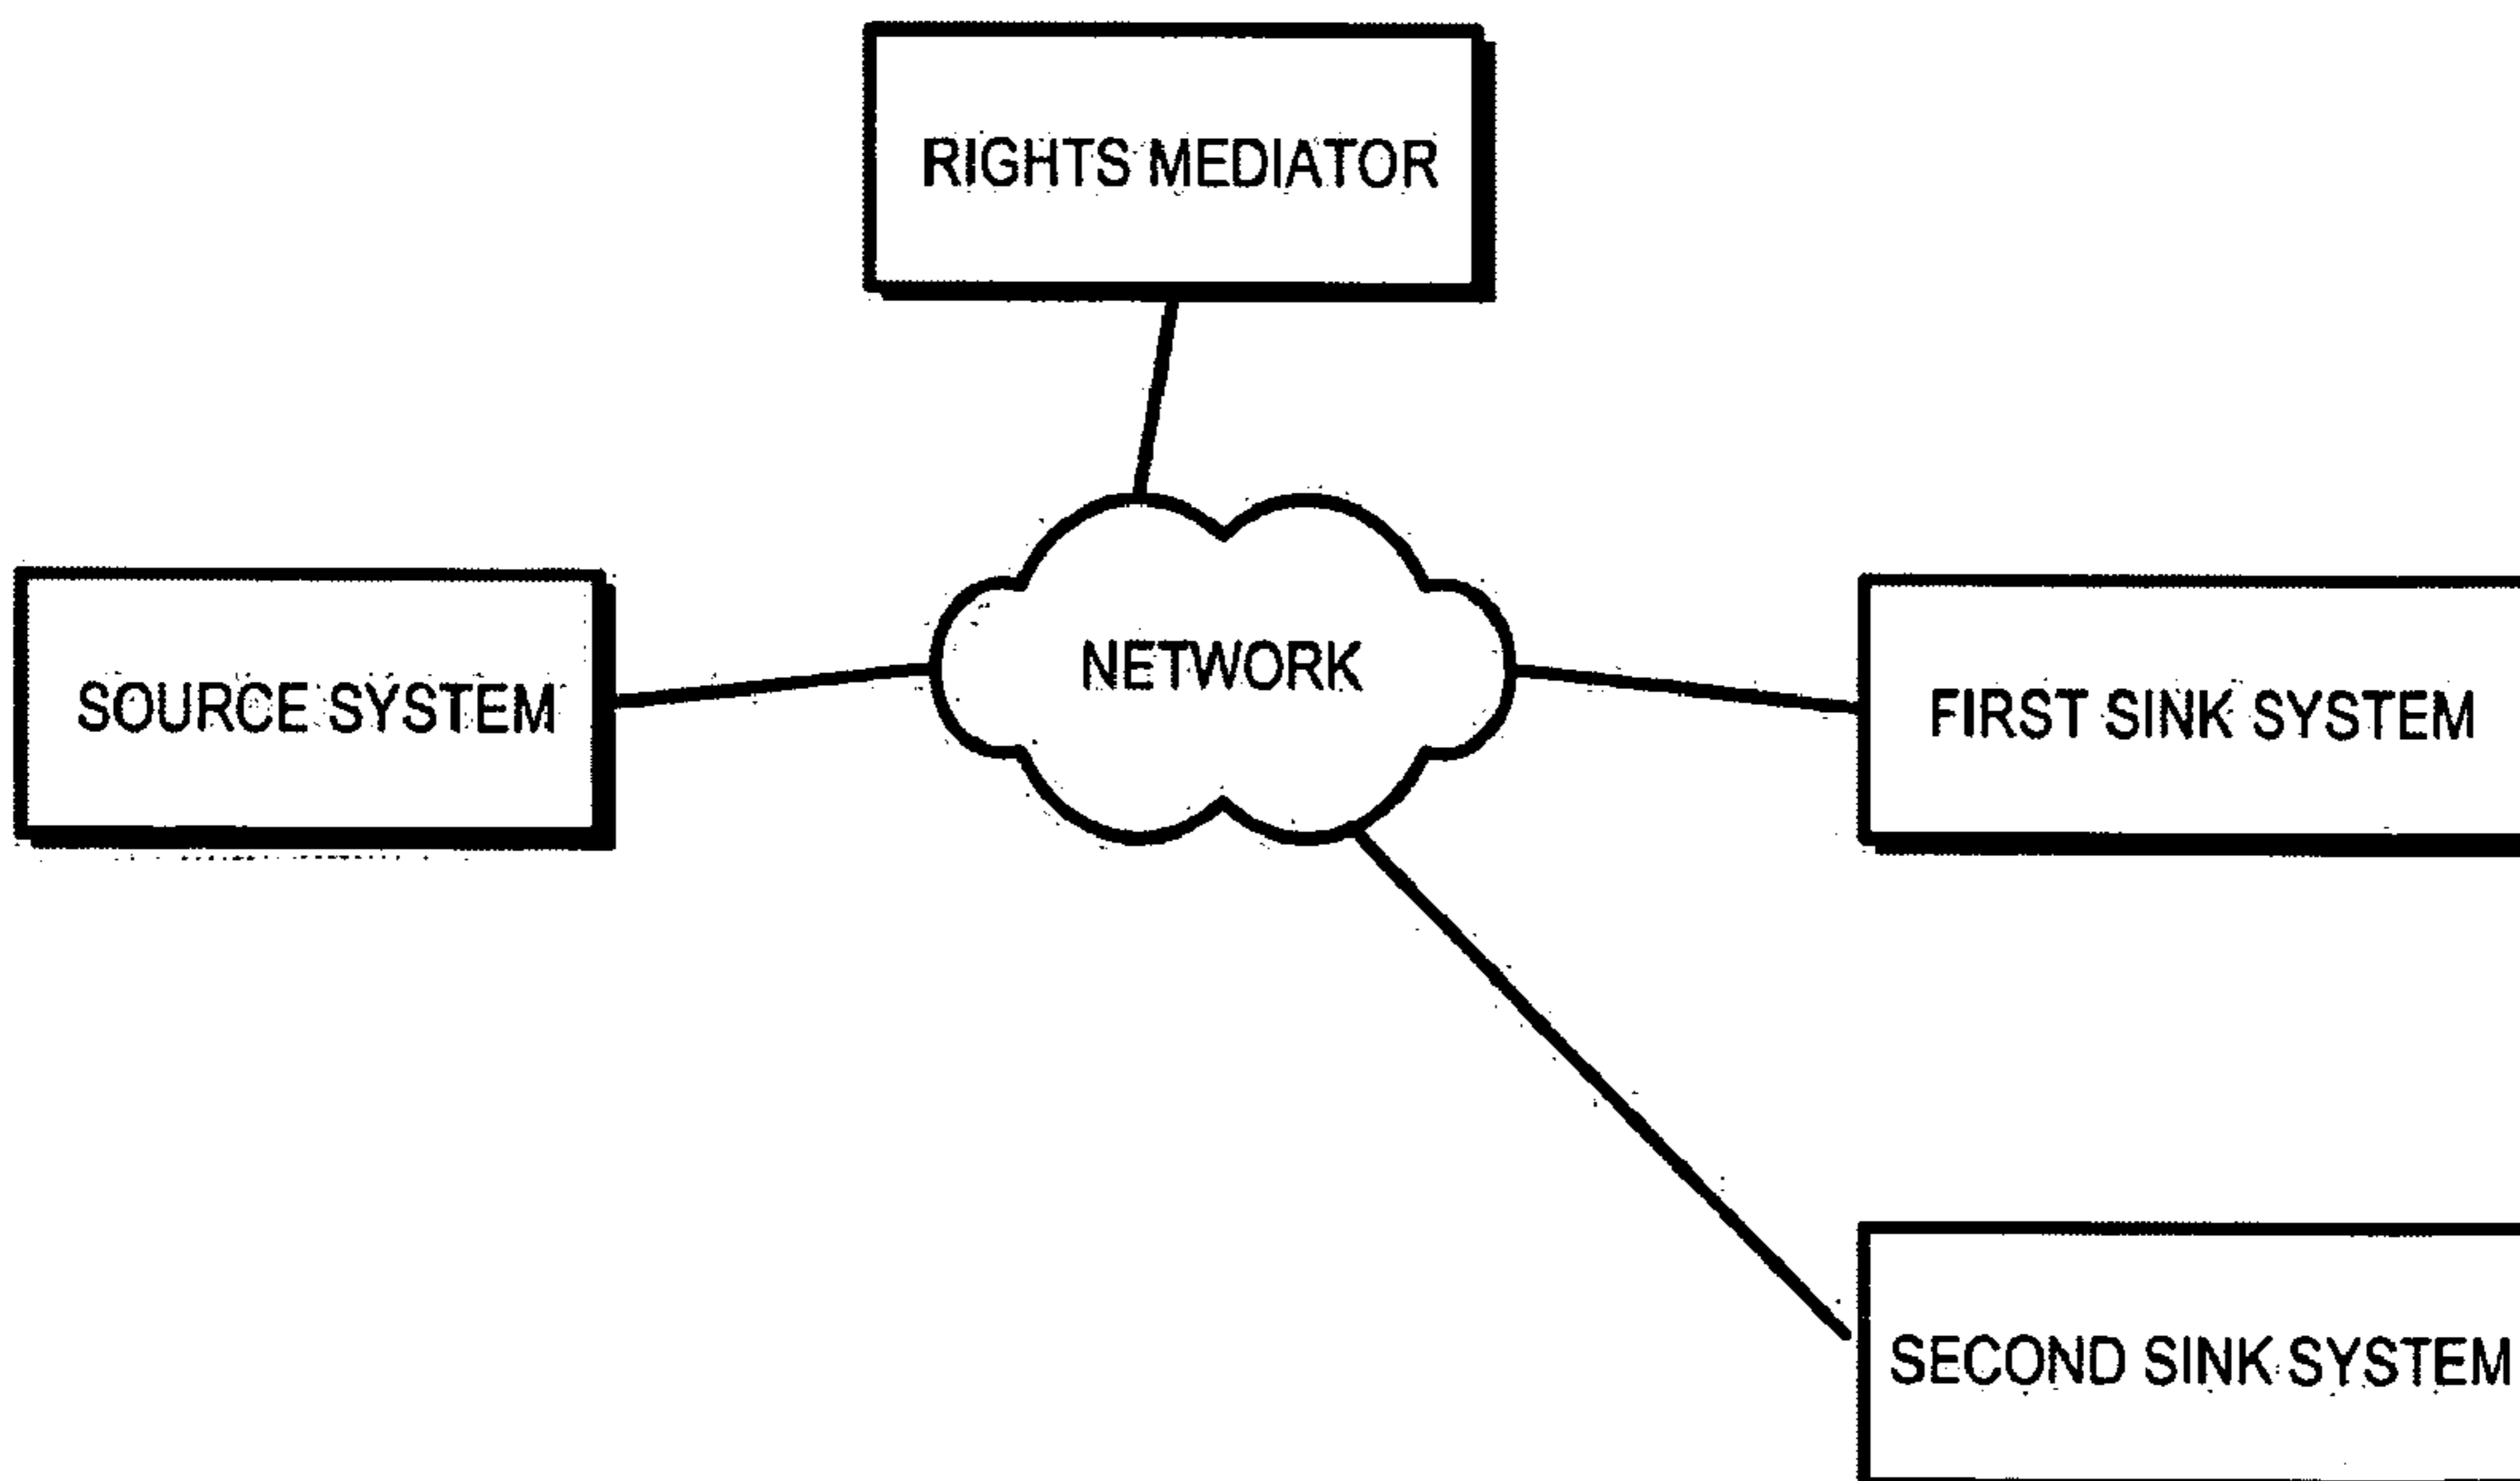 RIGHTS MEDIATOR
NETWORK
SOURCE SYSTEM
FIRST SINK SYSTEM
SECOND SINK SYSTEM